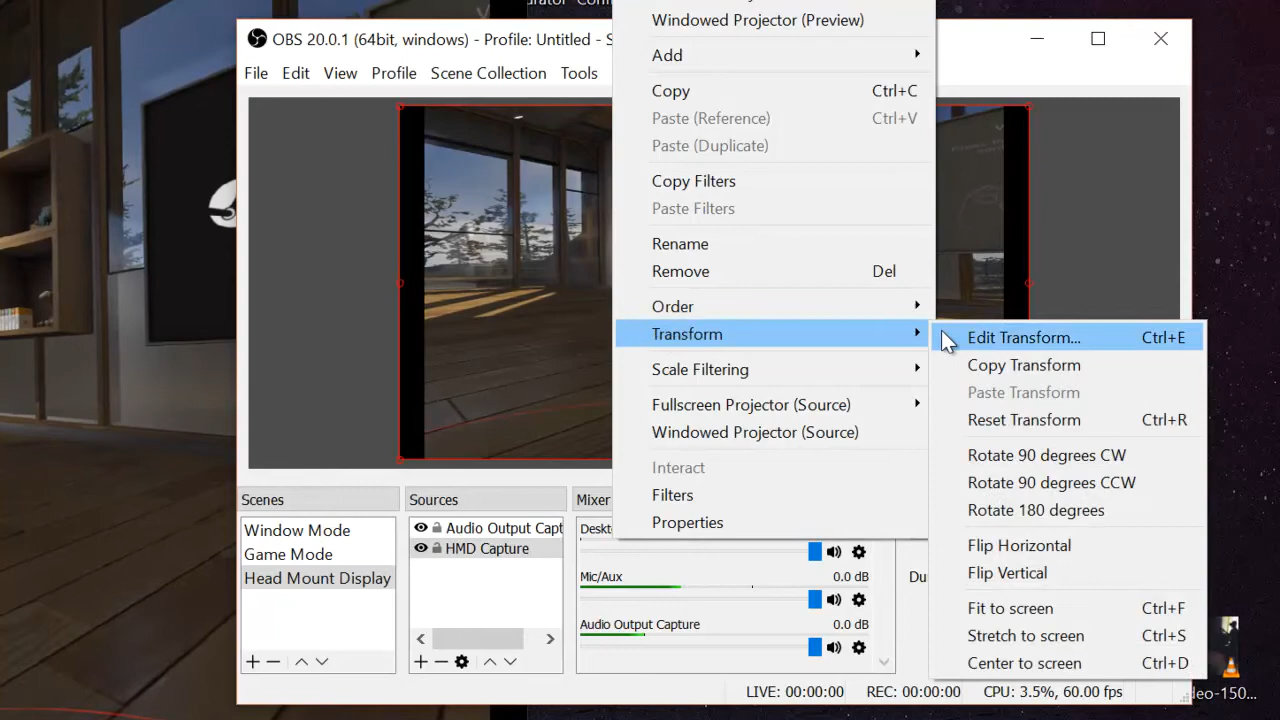 OBS 20.0.1 (64bit, windows) - Profile: Untitled - S
File Edit View Profile Scene Collection Tools
Windowed Projector (Preview)
Add
Copy Ctrl+C
Paste (Reference) Ctrl+V
Paste (Duplicate)
Copy Filters
Paste Filters
Rename
Remove Del
Order
Transform
Scale Filtering
Fullscreen Projector (Source)
Windowed Projector (Source)
Interact
Filters
Properties
Edit Transform... Ctrl+E
Copy Transform
Paste Transform
Reset Transform Ctrl+R
Rotate 90 degrees CW
Rotate 90 degrees CCW
Rotate 180 degrees
Flip Horizontal
Flip Vertical
Fit to screen Ctrl+F
Stretch to screen Ctrl+S
Center to screen Ctrl+D
Scenes
Window Mode
Game Mode
Head Mount Display
Sources
Audio Output Capt
HMD Capture
Mixer
Deskt
Mic/Aux 0.0 dB
Audio Output Capture 0.0 dB
Du
LIVE: 00:00:00 REC: 00:00:00 CPU: 3.5%, 60.00 fps
deo-150...